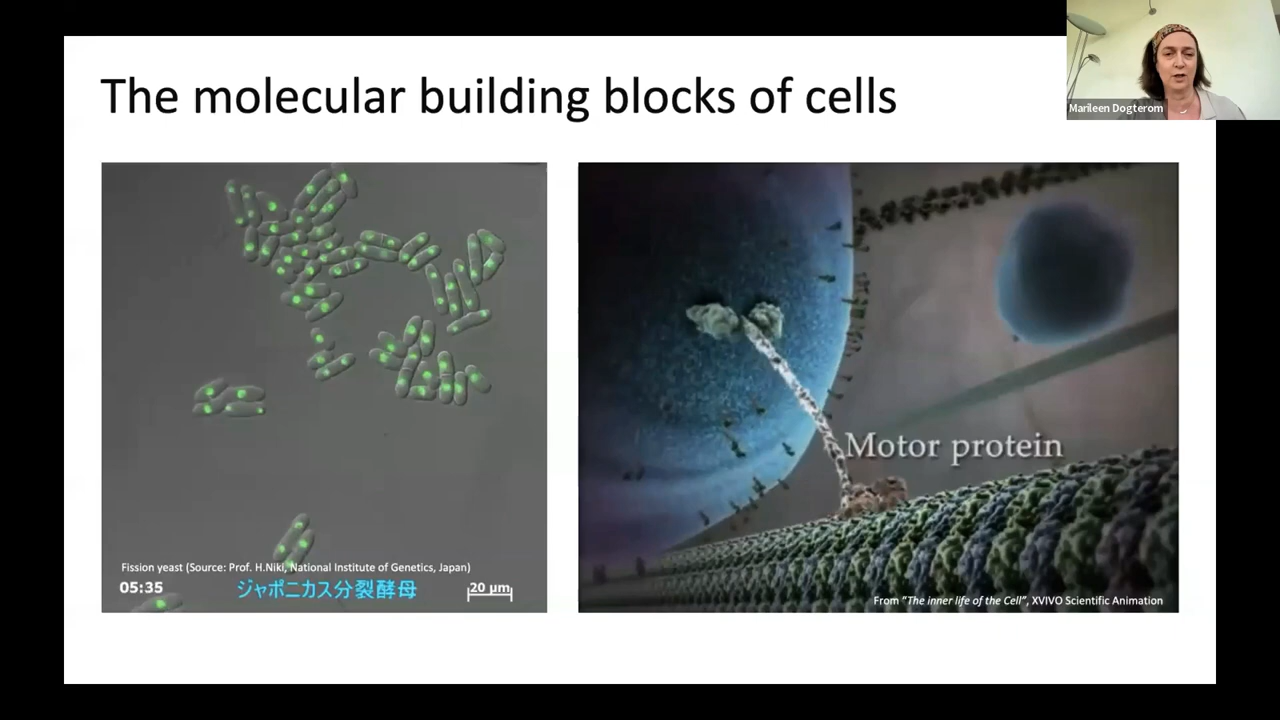 The molecular building blocks of cells
Marileen Dogterom
Motor protein
Fission yeast (Source: Prof. H.Niki, National Institute of Genetics, Japan)
05:35
ジャポニカス分裂酵母
20 µm
From "The inner life of the Cell", XVIVO Scientific Animation